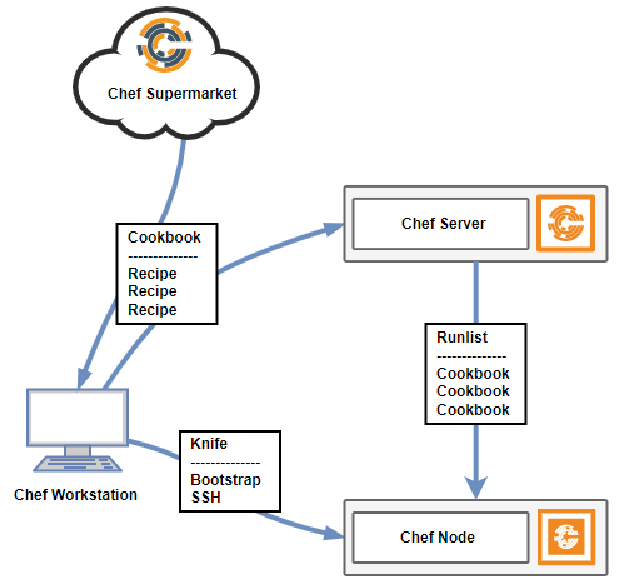 Chef Supermarket
Cookbook
--------------
Recipe
Recipe
Recipe
Chef Server
Runlist
--------------
Cookbook
Cookbook
Cookbook
Chef Workstation
Knife
--------------
Bootstrap
SSH
Chef Node